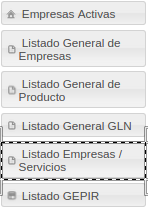 Empresas Activas
Listado General de
Empresas
Listado General de
Producto
Listado General GLN
Listado Empresas /
Servicios
Listado GEPIR